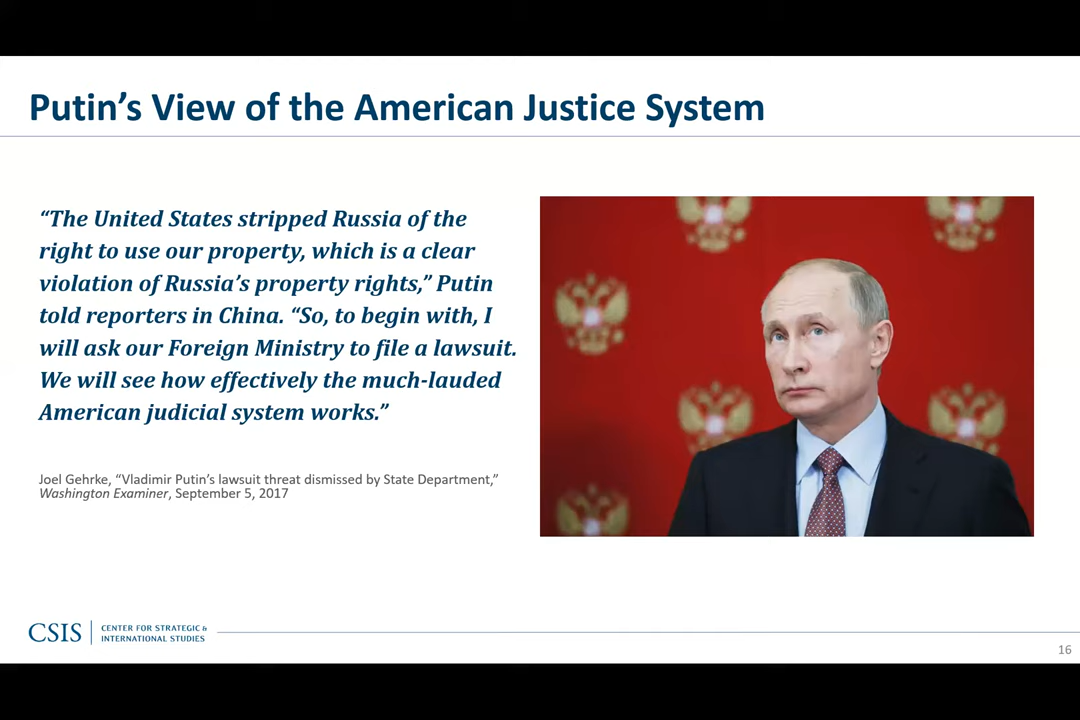 Putin’s View of the American Justice System
“The United States stripped Russia of the
right to use our property, which is a clear
violation of Russia’s property rights,” Putin
told reporters in China. “So, to begin with, I
will ask our Foreign Ministry to file a lawsuit.
We will see how effectively the much-lauded
American judicial system works.”
Joel Gehrke, “Vladimir Putin’s lawsuit threat dismissed by State Department,”
Washington Examiner, September 5, 2017
CSIS
CENTER FOR STRATEGIC &
INTERNATIONAL STUDIES
16